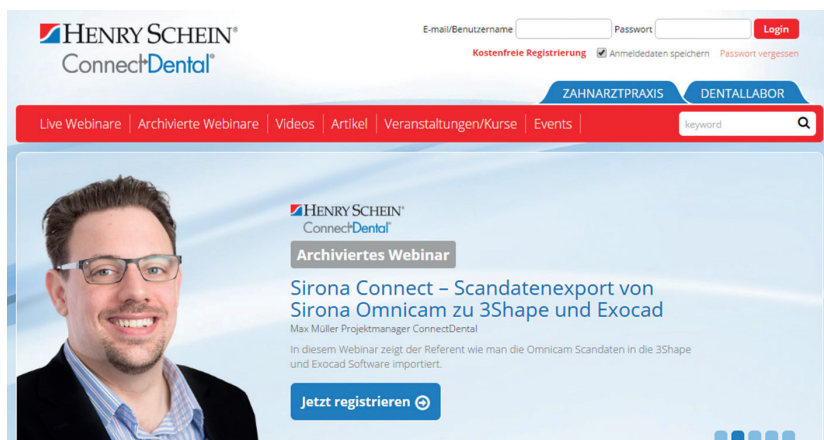 HENRY SCHEIN®
ConnectDental®
E-mail/Benutzername Passwort Login
Kostenfreie Registrierung Anmeldedaten speichern Passwort vergessen
ZAHNARZTPRAXIS DENTALLABOR
Live Webinare Archivierte Webinare Videos Artikel Veranstaltungen/Kurse Events keyword
HENRY SCHEIN®
ConnectDental®
Archiviertes Webinar
Sirona Connect – Scandatenexport von
Sirona Omnicam zu 3Shape und Exocad
Max Müller Projektmanager ConnectDental
In diesem Webinar zeigt der Referent wie man die Omnicam Scandaten in die 3Shape
und Exocad Software importiert.
Jetzt registrieren